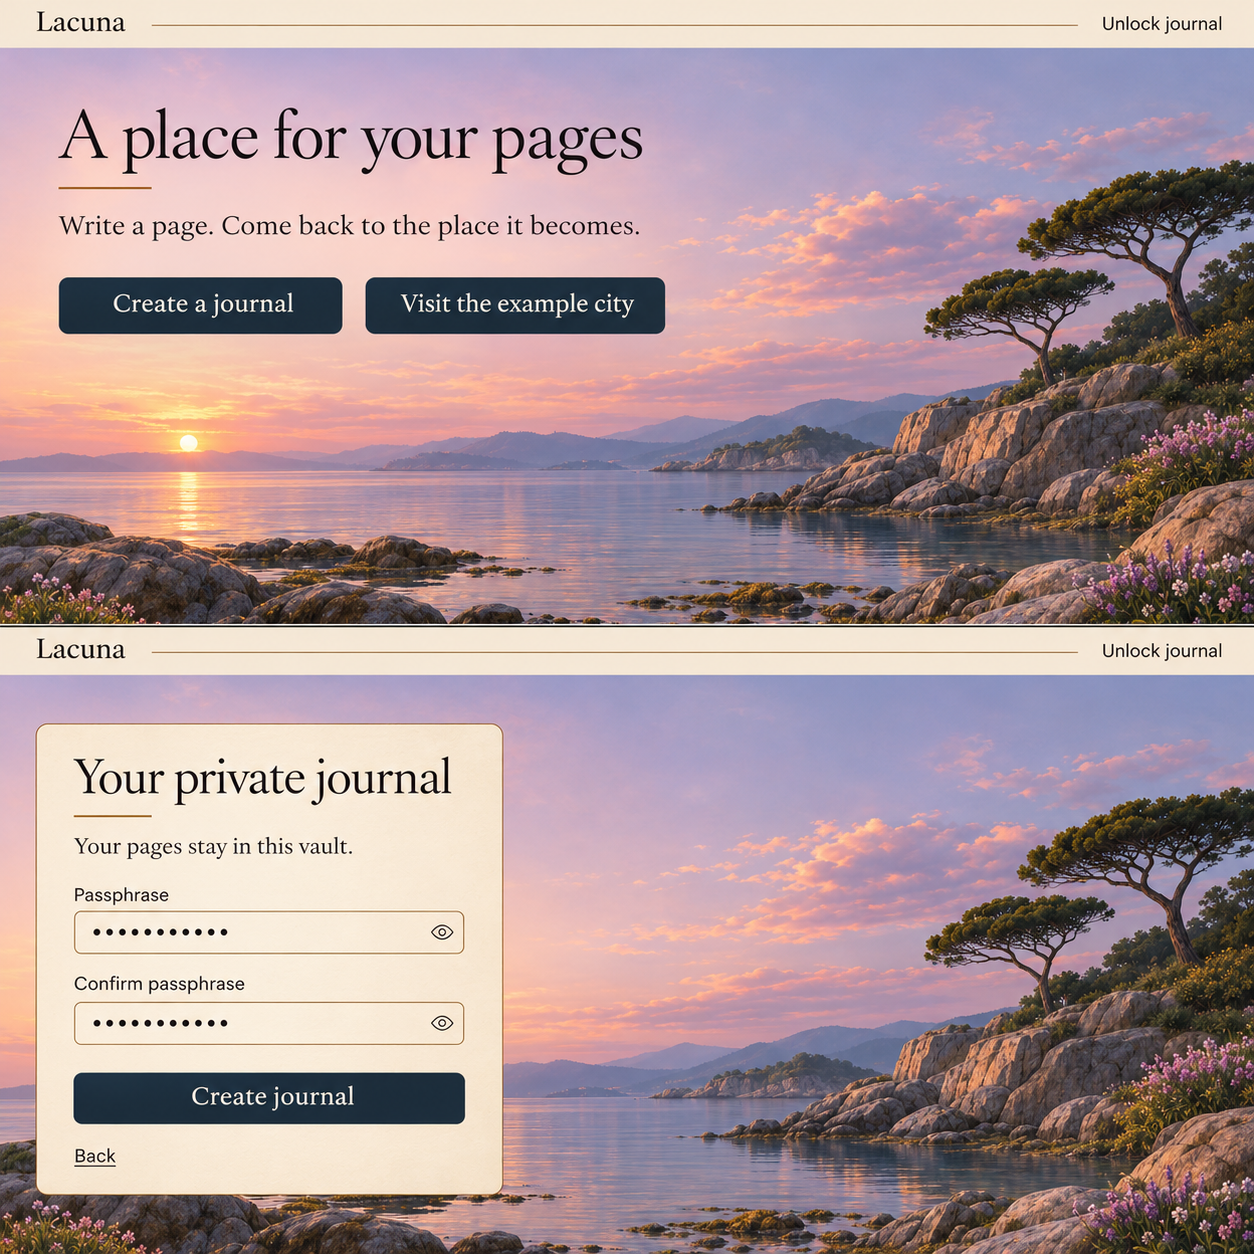 Lacuna
Unlock journal
A place for your pages
Write a page. Come back to the place it becomes.
Create a journal
Visit the example city
Lacuna
Unlock journal
Your private journal
Your pages stay in this vault.
Passphrase
•••••••••••
Confirm passphrase
•••••••••••
Create journal
Back